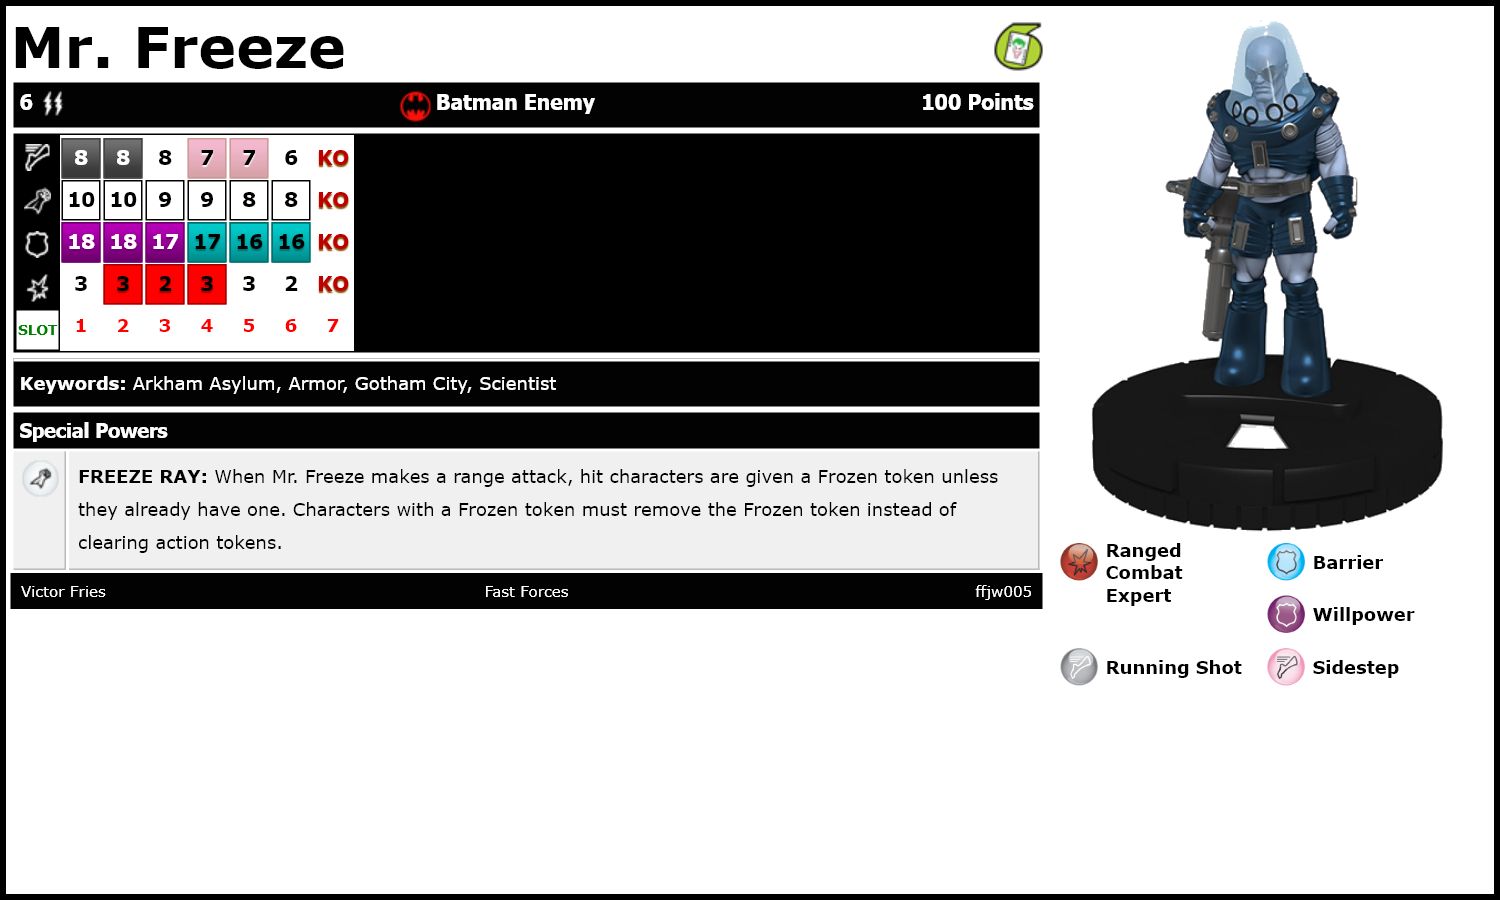 Mr. Freeze
6 Batman Enemy 100 Points
8 8 8 7 7 6 KO
10 10 9 9 8 8 KO
18 18 17 17 16 16 KO
3 3 2 3 3 2 KO
SLOT 1 2 3 4 5 6 7
Keywords: Arkham Asylum, Armor, Gotham City, Scientist
Special Powers
FREEZE RAY: When Mr. Freeze makes a range attack, hit characters are given a Frozen token unless
they already have one. Characters with a Frozen token must remove the Frozen token instead of
clearing action tokens.
Victor Fries Fast Forces ffjw005
Ranged
Combat
Expert
Barrier
Willpower
Running Shot
Sidestep